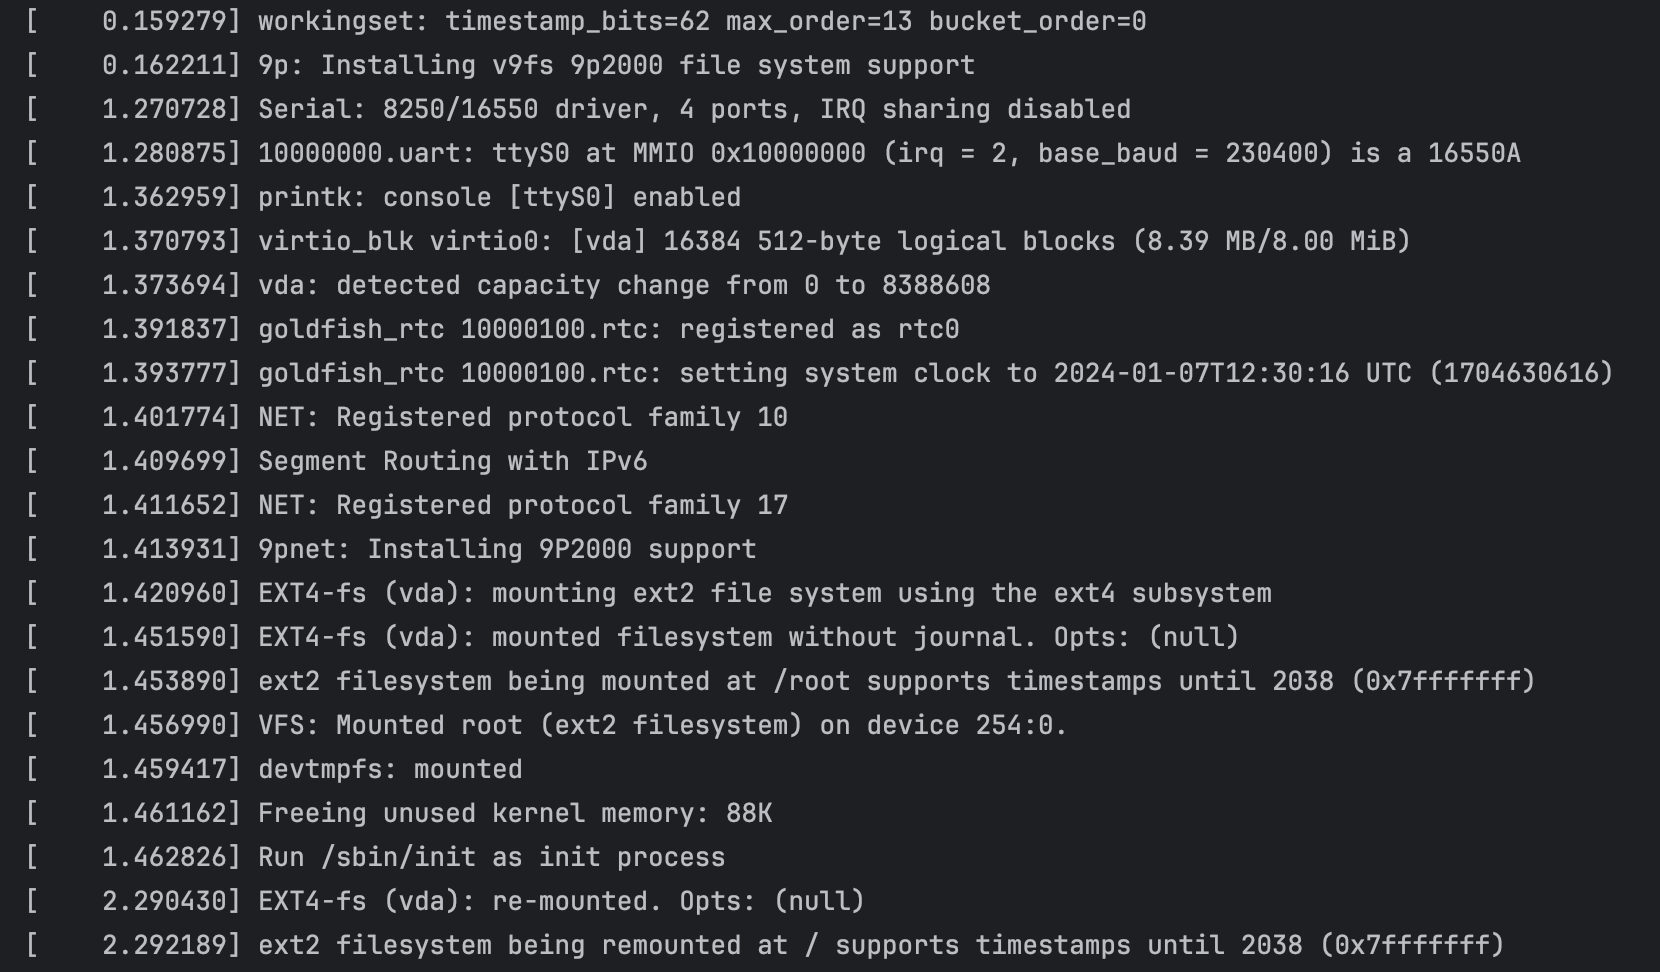 [    0.159279] workingset: timestamp_bits=62 max_order=13 bucket_order=0
[    0.162211] 9p: Installing v9fs 9p2000 file system support
[    1.270728] Serial: 8250/16550 driver, 4 ports, IRQ sharing disabled
[    1.280875] 10000000.uart: ttyS0 at MMIO 0x10000000 (irq = 2, base_baud = 230400) is a 16550A
[    1.362959] printk: console [ttyS0] enabled
[    1.370793] virtio_blk virtio0: [vda] 16384 512-byte logical blocks (8.39 MB/8.00 MiB)
[    1.373694] vda: detected capacity change from 0 to 8388608
[    1.391837] goldfish_rtc 10000100.rtc: registered as rtc0
[    1.393777] goldfish_rtc 10000100.rtc: setting system clock to 2024-01-07T12:30:16 UTC (1704630616)
[    1.401774] NET: Registered protocol family 10
[    1.409699] Segment Routing with IPv6
[    1.411652] NET: Registered protocol family 17
[    1.413931] 9pnet: Installing 9P2000 support
[    1.420960] EXT4-fs (vda): mounting ext2 file system using the ext4 subsystem
[    1.451590] EXT4-fs (vda): mounted filesystem without journal. Opts: (null)
[    1.453890] ext2 filesystem being mounted at /root supports timestamps until 2038 (0x7fffffff)
[    1.456990] VFS: Mounted root (ext2 filesystem) on device 254:0.
[    1.459417] devtmpfs: mounted
[    1.461162] Freeing unused kernel memory: 88K
[    1.462826] Run /sbin/init as init process
[    2.290430] EXT4-fs (vda): re-mounted. Opts: (null)
[    2.292189] ext2 filesystem being remounted at / supports timestamps until 2038 (0x7fffffff)